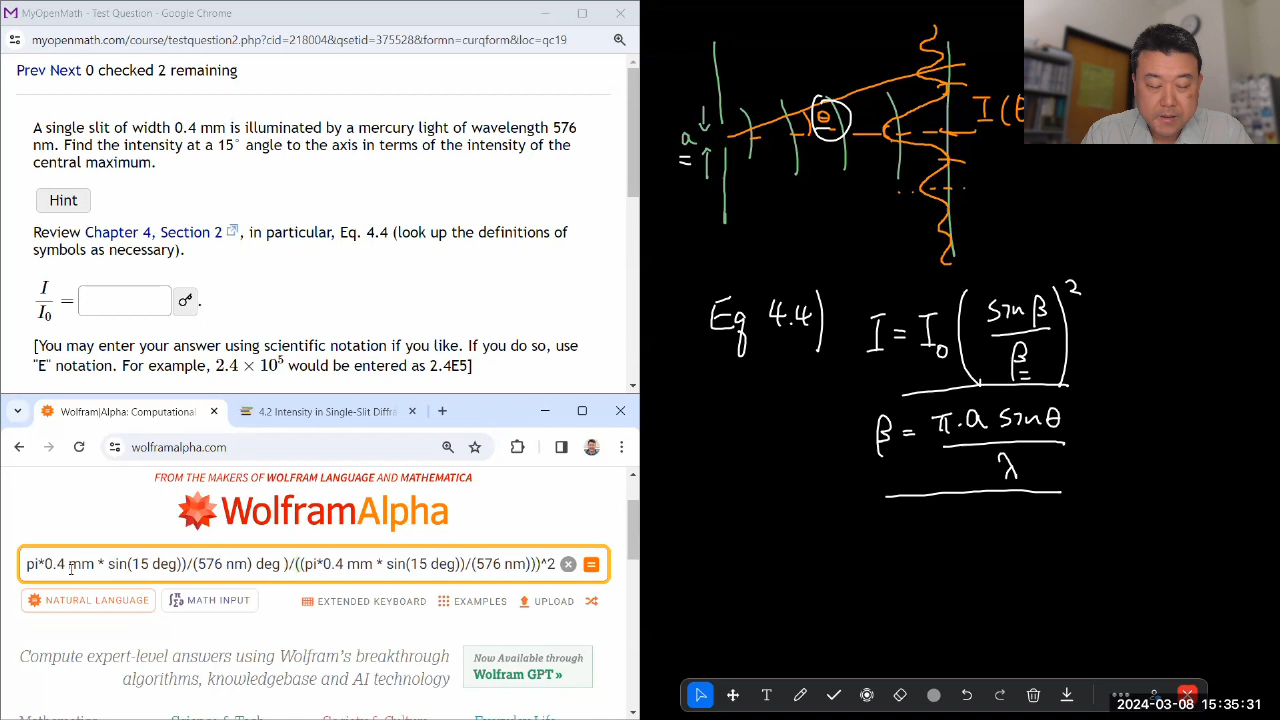 MyOpenMath - Test Question - Google Chrome
myopenmath.com/course/testquestion2.php?cid=218004&qsetid=375528&formn=curqform&loc=qc19
Prev Next 0 checked 2 remaining
A single slit of width 0.4 mm is illuminated by a mercury light of wavelength 576
nm. Find the intensity at a 15° angle to the axis in terms of the intensity of the
central maximum.
Hint
Review Chapter 4, Section 2, in particular, Eq. 4.4 (look up the definitions of
symbols as necessary).
I/I₀ = .
[You may enter your answer using scientific notation if you like. If you do so, use
"E" notation. For example, 2.4 × 10⁵ would be entered as 2.4E5]
Wolfram|Alpha: Computational
4.2 Intensity in Single-Slit Diffra
wolframalpha.com
FROM THE MAKERS OF WOLFRAM LANGUAGE AND MATHEMATICA
WolframAlpha
pi*0.4 mm * sin(15 deg))/(576 nm) deg )/((pi*0.4 mm * sin(15 deg))/(576 nm)))^2
NATURAL LANGUAGE
MATH INPUT
EXTENDED KEYBOARD
EXAMPLES
UPLOAD
Compute expert-level answers using Wolfram's breakthrough
algorithms, knowledgebase and AI technology
Now Available through
Wolfram GPT »
a
θ
I(θ
Eq 4.4) I = I₀ (sin β / β)²
β = π·a sin θ / λ
2024-03-08 15:35:31